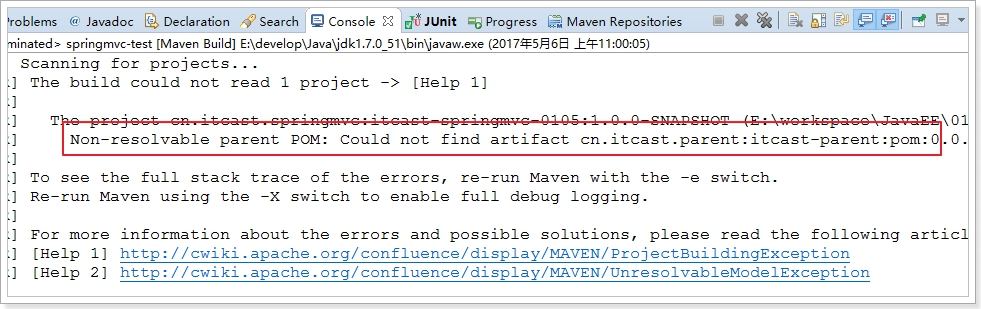 Problems @ Javadoc Declaration Search Console JUnit Progress Maven Repositories
minated> springmvc-test [Maven Build] E:\develop\Java\jdk1.7.0_51\bin\javaw.exe (2017年5月6日 上午11:00:05)
Scanning for projects...
] The build could not read 1 project -> [Help 1]
]
] The project cn.itcast.springmvc:itcast-springmvc-0105:1.0.0-SNAPSHOT (E:\workspace\JavaEE\01
] Non-resolvable parent POM: Could not find artifact cn.itcast.parent:itcast-parent:pom:0.0.
]
] To see the full stack trace of the errors, re-run Maven with the -e switch.
] Re-run Maven using the -X switch to enable full debug logging.
]
] For more information about the errors and possible solutions, please read the following articl
] [Help 1] http://cwiki.apache.org/confluence/display/MAVEN/ProjectBuildingException
] [Help 2] http://cwiki.apache.org/confluence/display/MAVEN/UnresolvableModelException